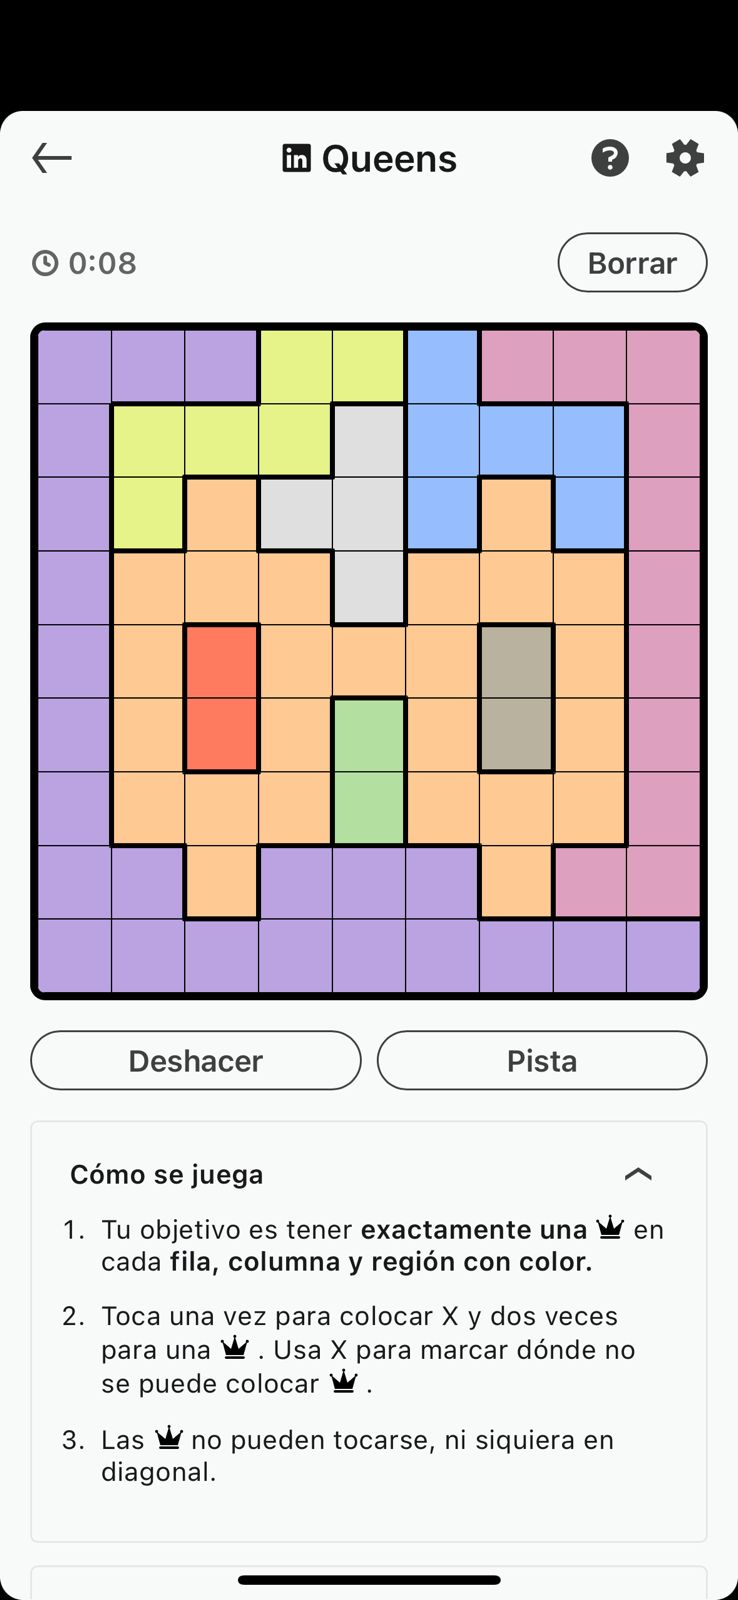 in Queens
0:08
Borrar
Deshacer
Pista
Cómo se juega
1. Tu objetivo es tener exactamente una en
cada fila, columna y región con color.
2. Toca una vez para colocar X y dos veces
para una . Usa X para marcar dónde no
se puede colocar .
3. Las no pueden tocarse, ni siquiera en
diagonal.